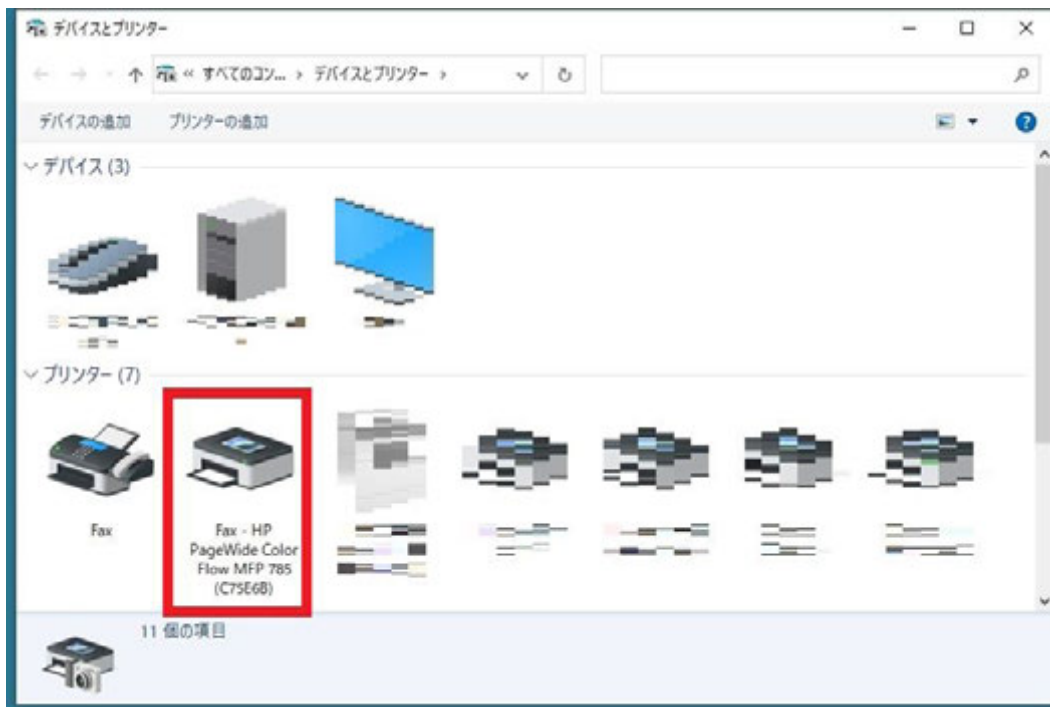 デバイスとプリンター
« すべてのコン... › デバイスとプリンター ›
デバイスの追加 プリンターの追加
デバイス (3)
プリンター (7)
Fax
Fax - HP
PageWide Color
Flow MFP 785
(C75E6B)
11 個の項目